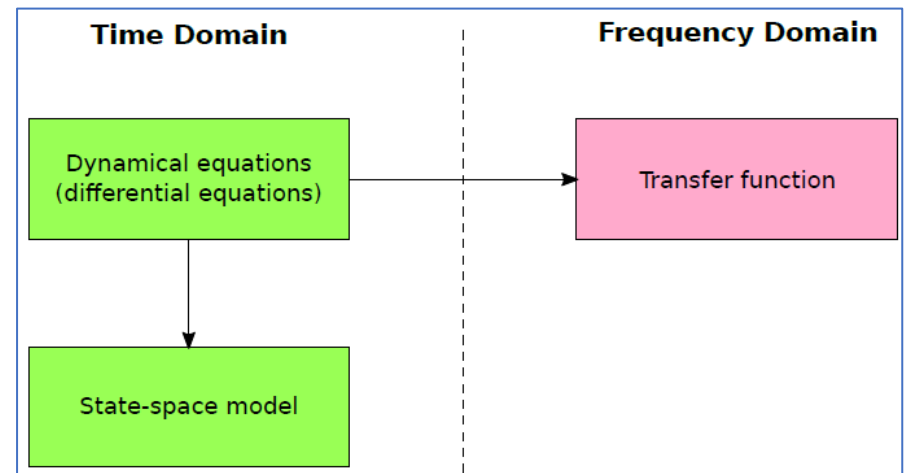 Time Domain
Frequency Domain
Dynamical equations
(differential equations)
Transfer function
State-space model